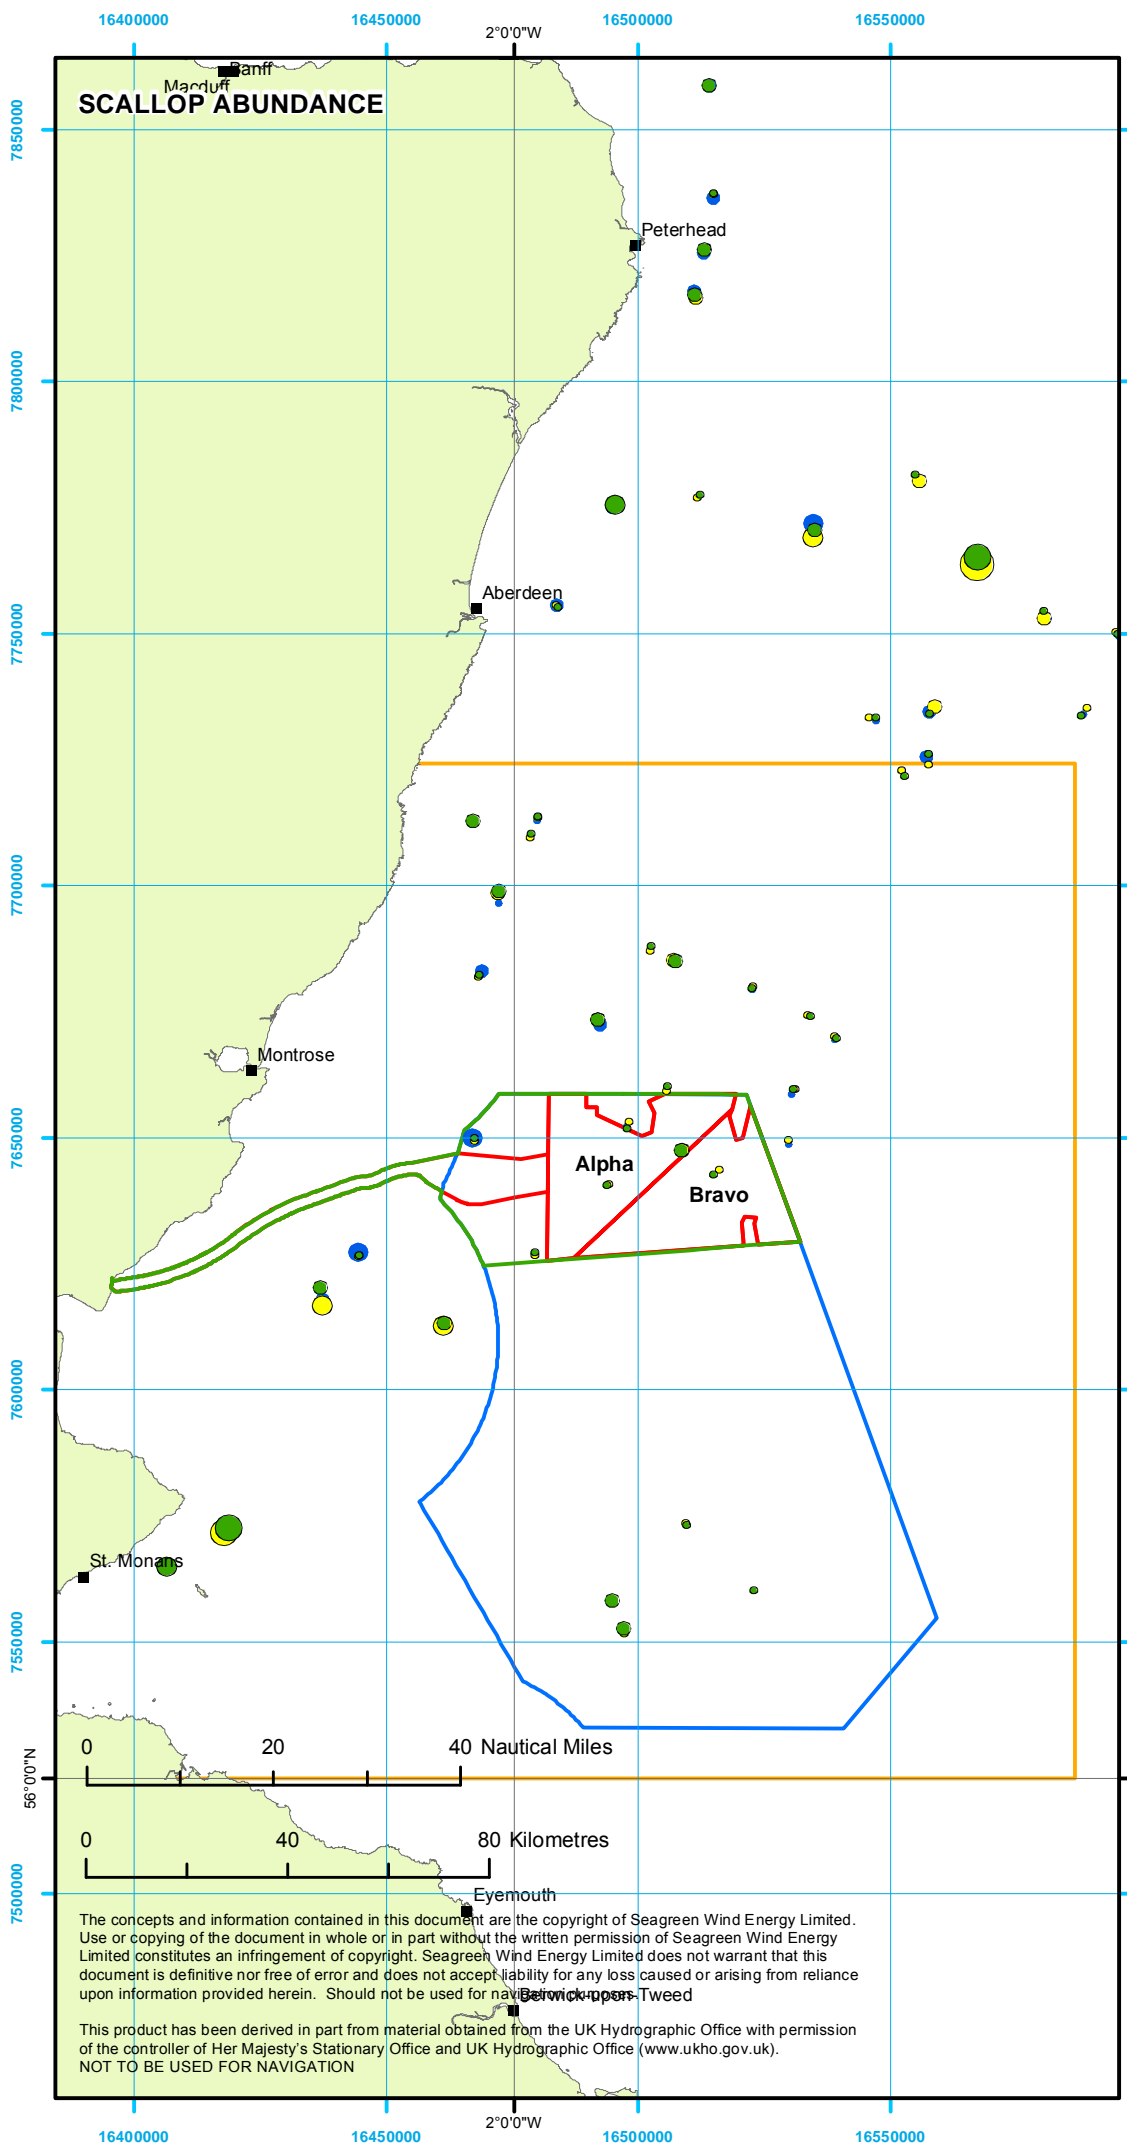 16400000 16450000 16500000 16550000
2°0'0"W
Banff
Macduff
SCALLOP ABUNDANCE
7850000
Peterhead
7800000
Aberdeen
7750000
7700000
Montrose
7650000
Alpha
Bravo
7600000
St. Monans
7550000
0 20 40 Nautical Miles
56°0'0"N
0 40 80 Kilometres
7500000
Eyemouth
The concepts and information contained in this document are the copyright of Seagreen Wind Energy Limited.
Use or copying of the document in whole or in part without the written permission of Seagreen Wind Energy
Limited constitutes an infringement of copyright. Seagreen Wind Energy Limited does not warrant that this
document is definitive nor free of error and does not accept liability for any loss caused or arising from reliance
upon information provided herein. Should not be used for navigation purposes.
Berwick-upon-Tweed
This product has been derived in part from material obtained from the UK Hydrographic Office with permission
of the controller of Her Majesty's Stationary Office and UK Hydrographic Office (www.ukho.gov.uk).
NOT TO BE USED FOR NAVIGATION
2°0'0"W
16400000 16450000 16500000 16550000